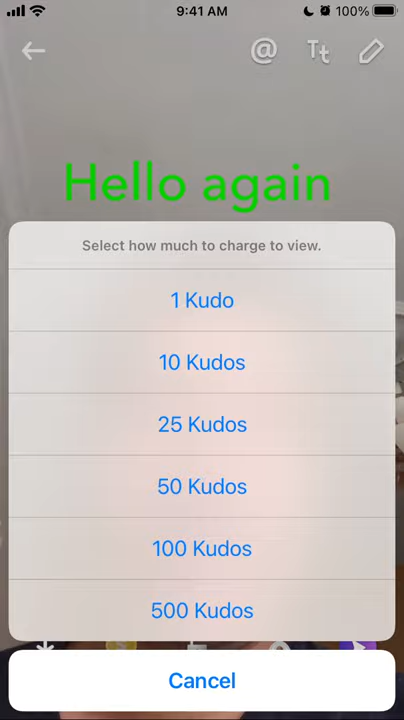 9:41 AM
100%
@ Tt
Hello again
Select how much to charge to view.
1 Kudo
10 Kudos
25 Kudos
50 Kudos
100 Kudos
500 Kudos
Cancel